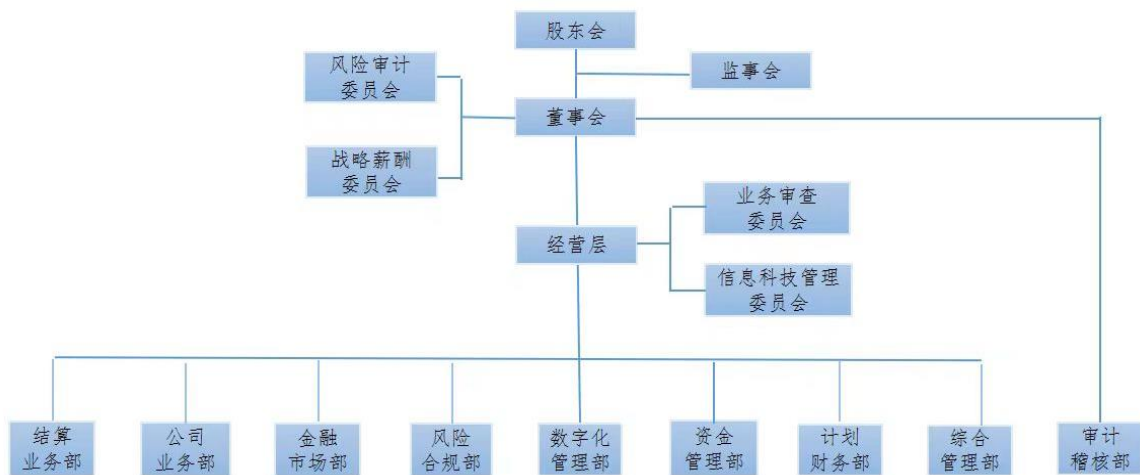 股东会
风险审计
委员会
监事会
董事会
战略薪酬
委员会
业务审查
委员会
经营层
信息科技管理
委员会
结算
业务部
公司
业务部
金融
市场部
风险
合规部
数字化
管理部
资金
管理部
计划
财务部
综合
管理部
审计
稽核部